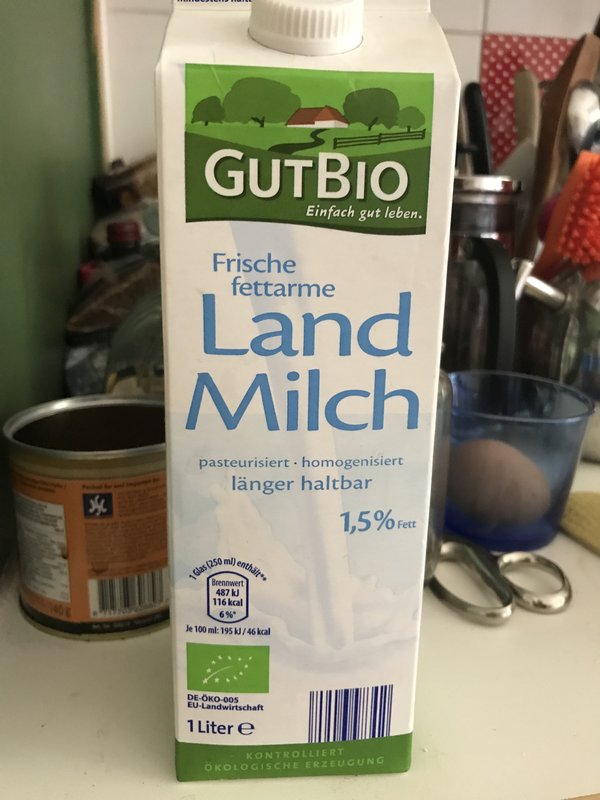 GUTBIO
Einfach gut leben.
Frische
fettarme
Land
Milch
pasteurisiert · homogenisiert
länger haltbar
1,5% Fett
1 Glas (250 ml) enthält**
Brennwert
487 kJ
116 kcal
6 %*
Je 100 ml: 195 kJ / 46 kcal
DE-ÖKO-005
EU-Landwirtschaft
1 Liter e
KONTROLLIERT
ÖKOLOGISCHE ERZEUGUNG